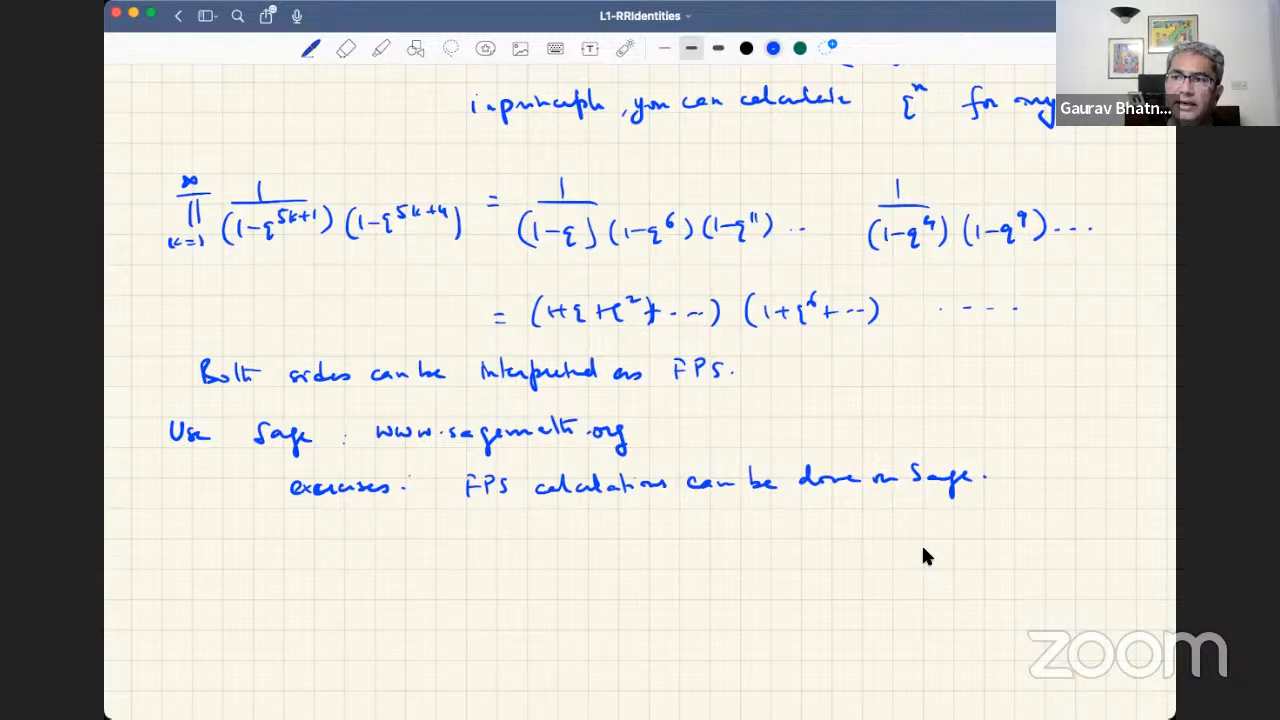 L1-RRIdentities
in principle, you can calculate q^n for any
Gaurav Bhatn...
∞ ∏ k=1 1/((1-q^{5k+1})(1-q^{5k+4})) = 1/((1-q)(1-q^6)(1-q^{11})... 1/((1-q^4)(1-q^9)...
= (1+q+q^2+...) (1+q^6+...) ....
Both sides can be interpreted as FPS.
Use Sage: www.sagemath.org
exercises: FPS calculations can be done on Sage.
zoom